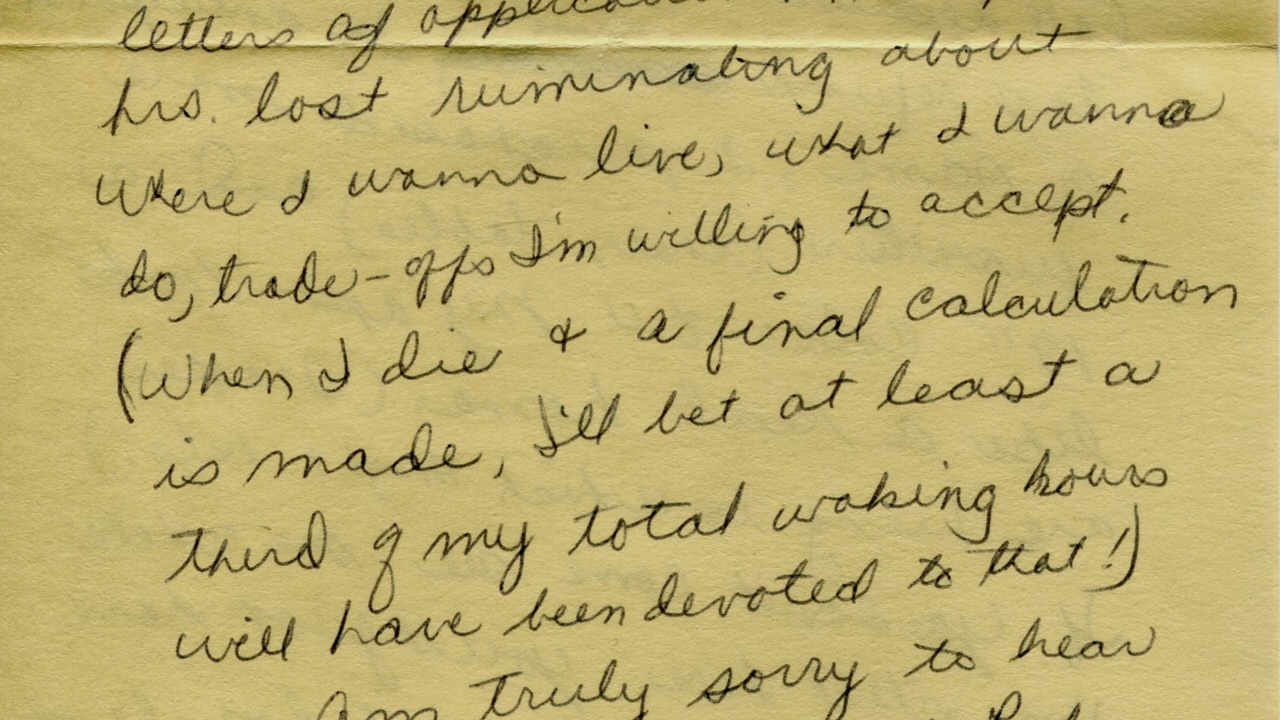 letters of
hrs. lost ruminating about
where I wanna live, what I wanna
do, trade-offs I'm willing to accept.
(When I die & a final calculation
is made, I'll bet at least a
third of my total waking hours
will have been devoted to that!)
Am truly sorry to hear